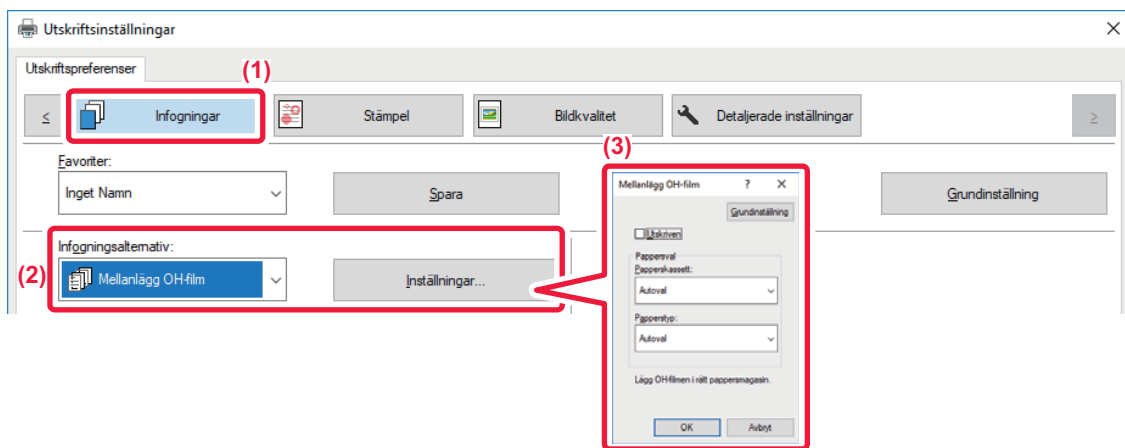 Utskriftsinställningar
Utskriftspreferenser
(1)
<
Infogningar
Stämpel
Bildkvalitet
Detaljerade inställningar
>
(3)
Favoriter:
Inget Namn
Spara
Grundinställning
(2)
Infogningsalternativ:
Mellanlägg OH-film
Inställningar...
Mellanlägg OH-film
?
Grundinställning
Utskriven
Pappersval
Papperskassett:
Autoval
Papperstyp:
Autoval
Lägg OH-filmen i rätt pappersmagasin.
OK
Avbryt